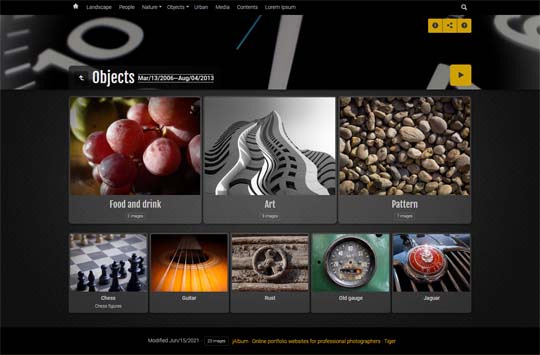 Landscape People Nature Objects Urban Media Contents Lorem Ipsum
Objects Mar/13/2006—Aug/04/2013
Food and drink Art Pattern
2 images 3 images 7 images
Chess Guitar Rust Old gauge Jaguar
Chess figures
Modified Jun/15/2021 · 23 images jAlbum · Online portfolio websites for professional photographers · Tiger